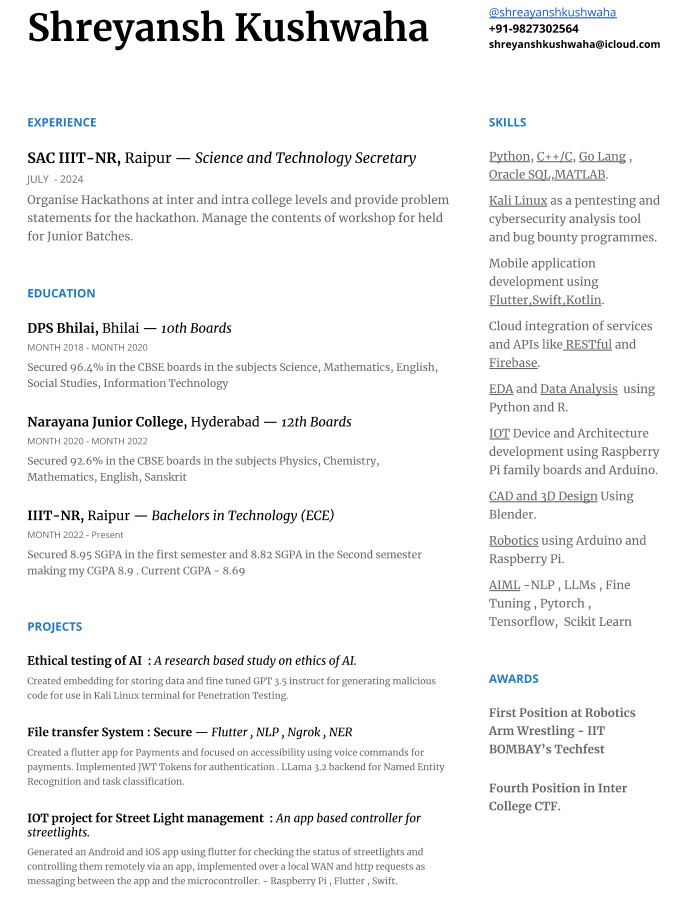 Shreyansh Kushwaha
@shreayanshkushwaha
+91-9827302564
shreyanshkushwaha@icloud.com
EXPERIENCE
SAC IIIT-NR, Raipur — Science and Technology Secretary
JULY - 2024
Organise Hackathons at inter and intra college levels and provide problem
statements for the hackathon. Manage the contents of workshop for held
for Junior Batches.
EDUCATION
DPS Bhilai, Bhilai — 10th Boards
MONTH 2018 - MONTH 2020
Secured 96.4% in the CBSE boards in the subjects Science, Mathematics, English,
Social Studies, Information Technology
Narayana Junior College, Hyderabad — 12th Boards
MONTH 2020 - MONTH 2022
Secured 92.6% in the CBSE boards in the subjects Physics, Chemistry,
Mathematics, English, Sanskrit
IIIT-NR, Raipur — Bachelors in Technology (ECE)
MONTH 2022 - Present
Secured 8.95 SGPA in the first semester and 8.82 SGPA in the Second semester
making my CGPA 8.9 . Current CGPA - 8.69
PROJECTS
Ethical testing of AI : A research based study on ethics of AI.
Created embedding for storing data and fine tuned GPT 3.5 instruct for generating malicious
code for use in Kali Linux terminal for Penetration Testing.
File transfer System : Secure — Flutter , NLP , Ngrok , NER
Created a flutter app for Payments and focused on accessibility using voice commands for
payments. Implemented JWT Tokens for authentication . LLama 3.2 backend for Named Entity
Recognition and task classification.
IOT project for Street Light management : An app based controller for
streetlights.
Generated an Android and iOS app using flutter for checking the status of streetlights and
controlling them remotely via an app, implemented over a local WAN and http requests as
messaging between the app and the microcontroller. - Raspberry Pi , Flutter , Swift.
SKILLS
Python, C++/C, Go Lang ,
Oracle SQL,MATLAB.
Kali Linux as a pentesting and
cybersecurity analysis tool
and bug bounty programmes.
Mobile application
development using
Flutter,Swift,Kotlin.
Cloud integration of services
and APIs like RESTful and
Firebase.
EDA and Data Analysis using
Python and R.
IOT Device and Architecture
development using Raspberry
Pi family boards and Arduino.
CAD and 3D Design Using
Blender.
Robotics using Arduino and
Raspberry Pi.
AIML -NLP , LLMs , Fine
Tuning , Pytorch ,
Tensorflow, Scikit Learn
AWARDS
First Position at Robotics
Arm Wrestling - IIT
BOMBAY's Techfest
Fourth Position in Inter
College CTF.